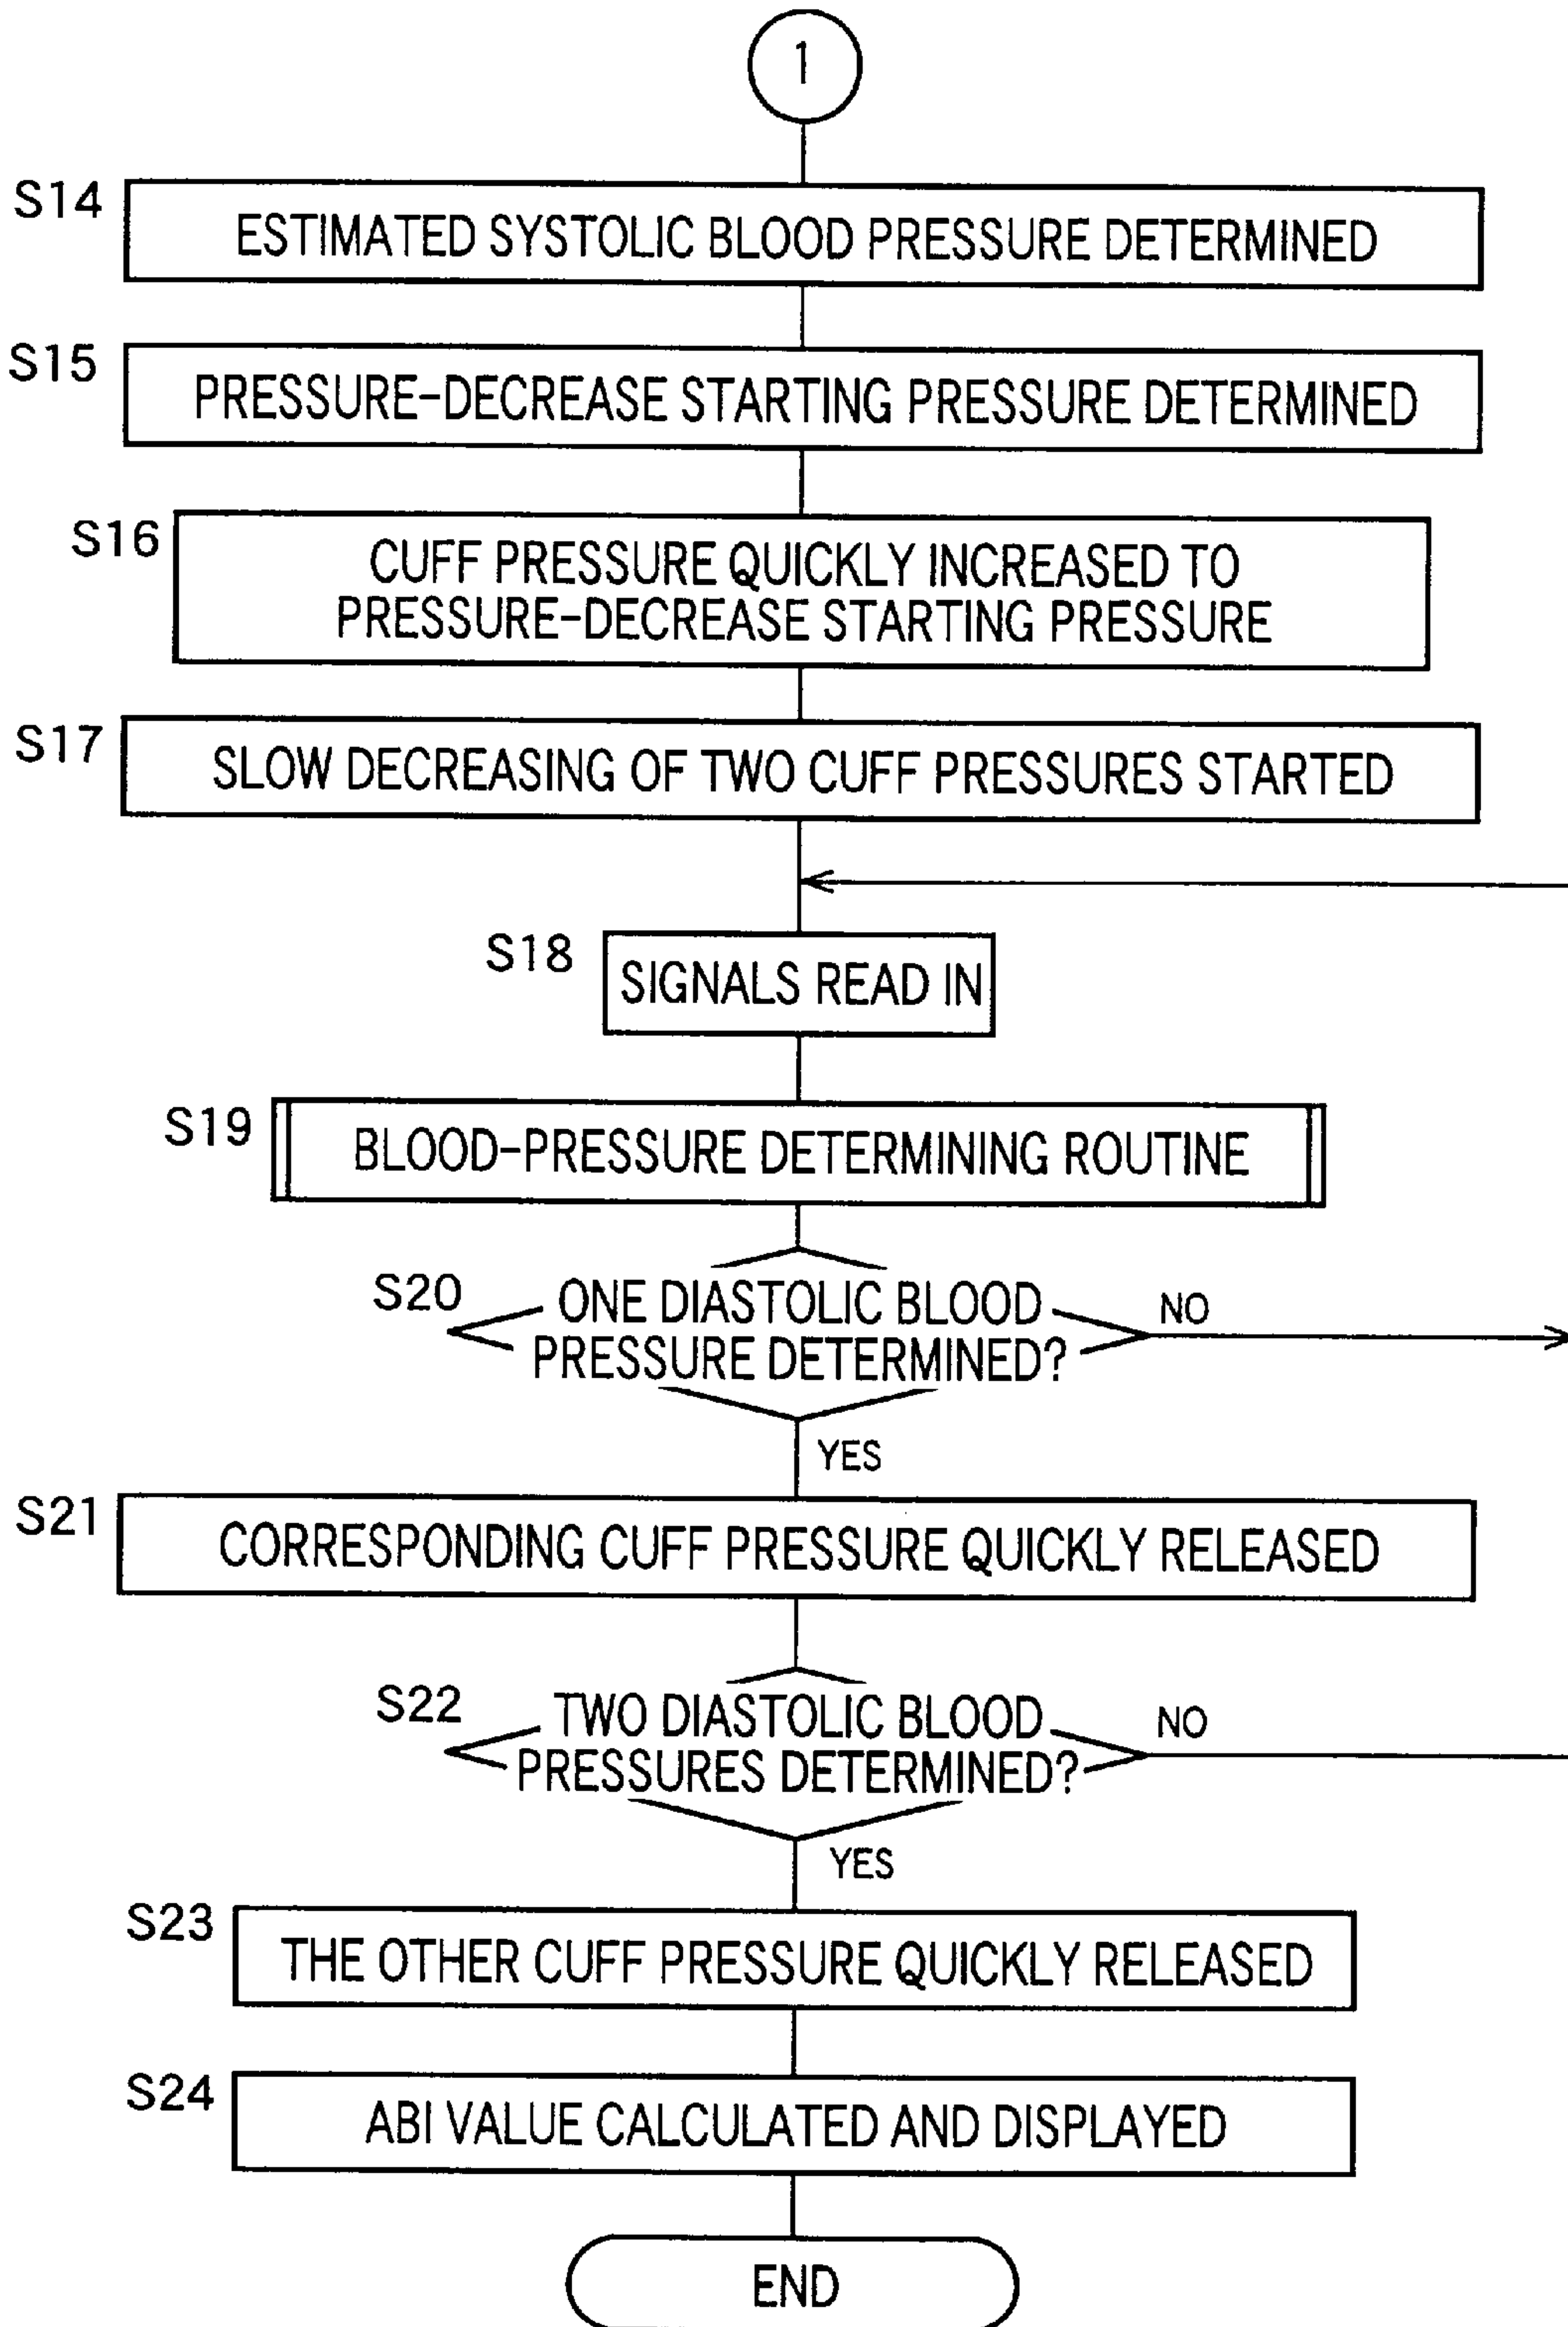 1
S14
ESTIMATED SYSTOLIC BLOOD PRESSURE DETERMINED
S15
PRESSURE-DECREASE STARTING PRESSURE DETERMINED
S16
CUFF PRESSURE QUICKLY INCREASED TO
PRESSURE-DECREASE STARTING PRESSURE
S17
SLOW DECREASING OF TWO CUFF PRESSURES STARTED
S18
SIGNALS READ IN
S19
BLOOD-PRESSURE DETERMINING ROUTINE
S20
ONE DIASTOLIC BLOOD
PRESSURE DETERMINED?
NO
YES
S21
CORRESPONDING CUFF PRESSURE QUICKLY RELEASED
S22
TWO DIASTOLIC BLOOD
PRESSURES DETERMINED?
NO
YES
S23
THE OTHER CUFF PRESSURE QUICKLY RELEASED
S24
ABI VALUE CALCULATED AND DISPLAYED
END